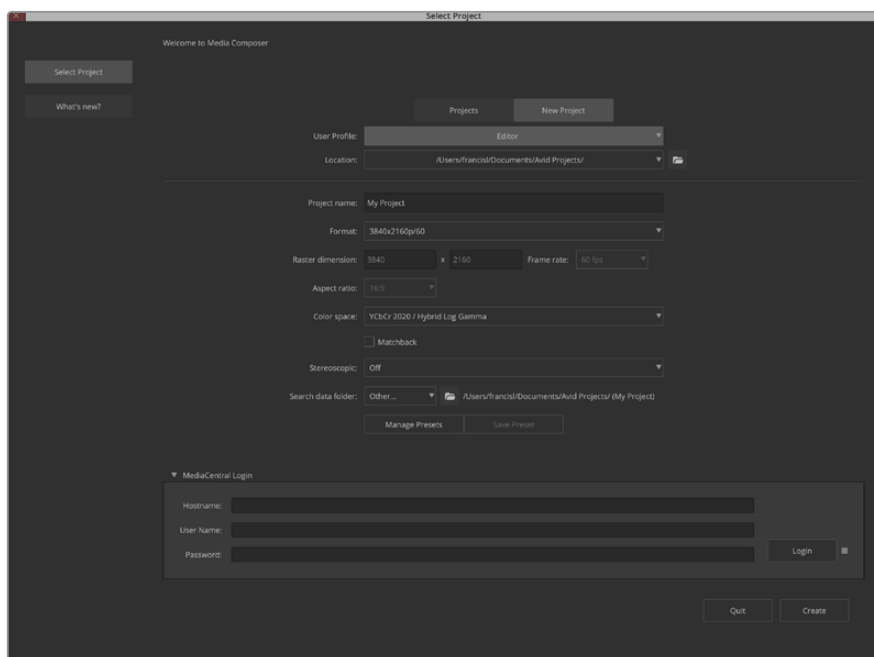 Select Project
Welcome to Media Composer
Select Project
What's new?
Projects New Project
User Profile: Editor
Location: /Users/francisl/Documents/Avid Projects/
Project name: My Project
Format: 3840x2160p/60
Raster dimension: 3840 x 2160 Frame rate: 60 fps
Aspect ratio: 16:9
Color space: YCbCr 2020 / Hybrid Log Gamma
Matchback
Stereoscopic: Off
Search data folder: Other... /Users/francisl/Documents/Avid Projects/ (My Project)
Manage Presets Save Preset
MediaCentral Login
Hostname:
User Name:
Password:
Login
Quit Create